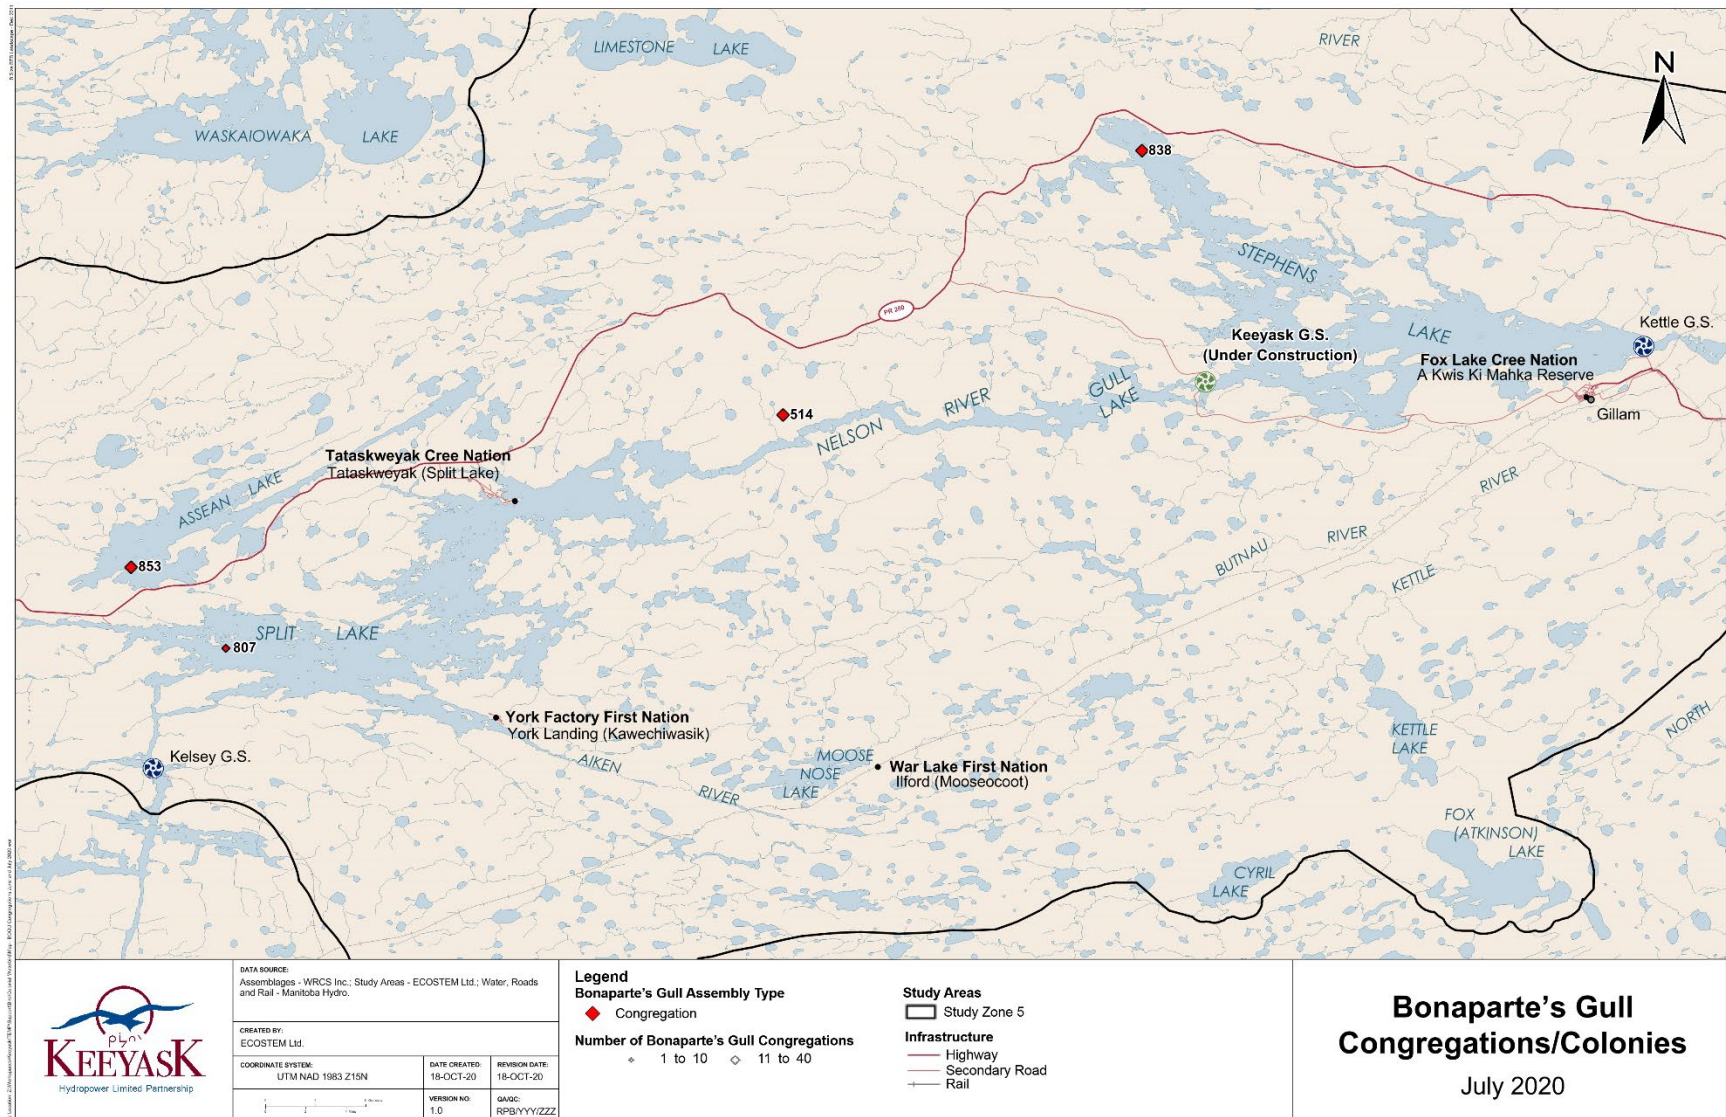 LIMESTONE LAKE
RIVER
N
WASKAIOWAKA LAKE
838
STEPHENS
LAKE
PR 280
Kettle G.S.
Keeyask G.S.
(Under Construction)
Fox Lake Cree Nation
A Kwis Ki Mahka Reserve
Gillam
GULL
LAKE
514
NELSON RIVER
Tataskweyak Cree Nation
Tataskweyak (Split Lake)
ASSEAN LAKE
RIVER
BUTNAU RIVER
KETTLE
853
SPLIT LAKE
807
York Factory First Nation
York Landing (Kawechiwasik)
Kelsey G.S.
AIKEN
RIVER
MOOSE
NOSE
LAKE
War Lake First Nation
Ilford (Mooseocoot)
KETTLE
LAKE
NORTH
FOX
(ATKINSON)
LAKE
CYRIL
LAKE
KEEYASK
Hydropower Limited Partnership
DATA SOURCE:
Assemblages - WRCS Inc.; Study Areas - ECOSTEM Ltd.; Water, Roads
and Rail - Manitoba Hydro.
CREATED BY:
ECOSTEM Ltd.
COORDINATE SYSTEM:
UTM NAD 1983 Z15N
DATE CREATED:
18-OCT-20
REVISION DATE:
18-OCT-20
VERSION NO:
1.0
QA/QC:
RPB/YYY/ZZZ
Legend
Bonaparte's Gull Assembly Type
Congregation
Number of Bonaparte's Gull Congregations
1 to 10
11 to 40
Study Areas
Study Zone 5
Infrastructure
Highway
Secondary Road
Rail
Bonaparte's Gull
Congregations/Colonies
July 2020